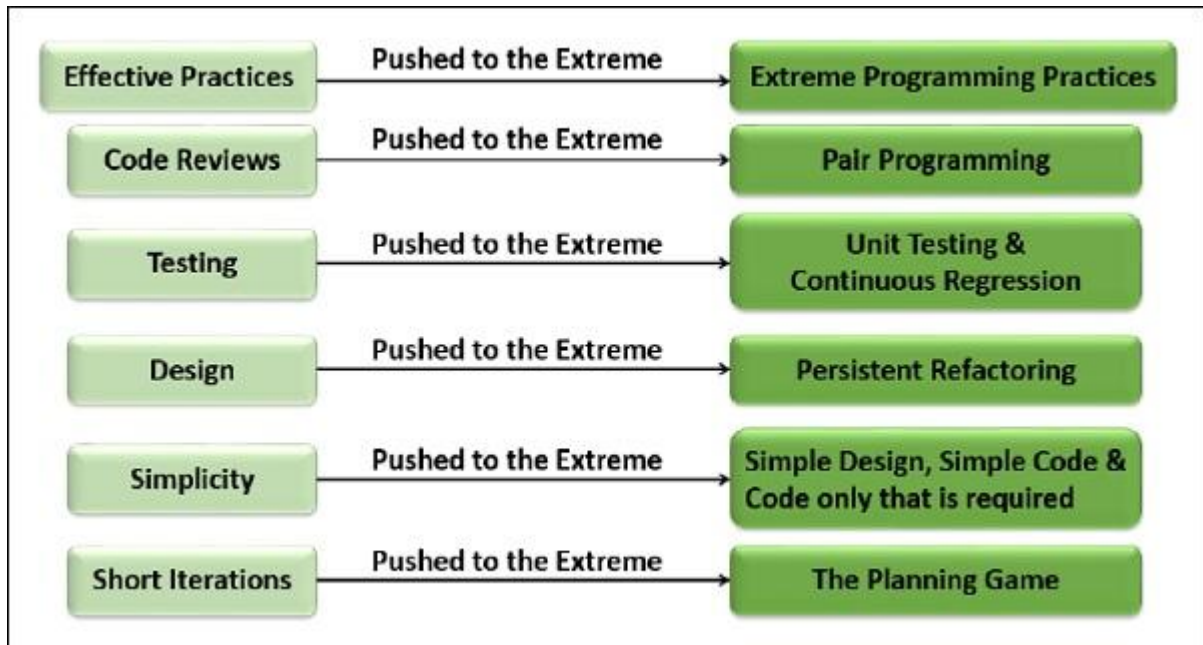 Effective Practices
Pushed to the Extreme
Extreme Programming Practices
Code Reviews
Pushed to the Extreme
Pair Programming
Testing
Pushed to the Extreme
Unit Testing &
Continuous Regression
Design
Pushed to the Extreme
Persistent Refactoring
Simplicity
Pushed to the Extreme
Simple Design, Simple Code &
Code only that is required
Short Iterations
Pushed to the Extreme
The Planning Game